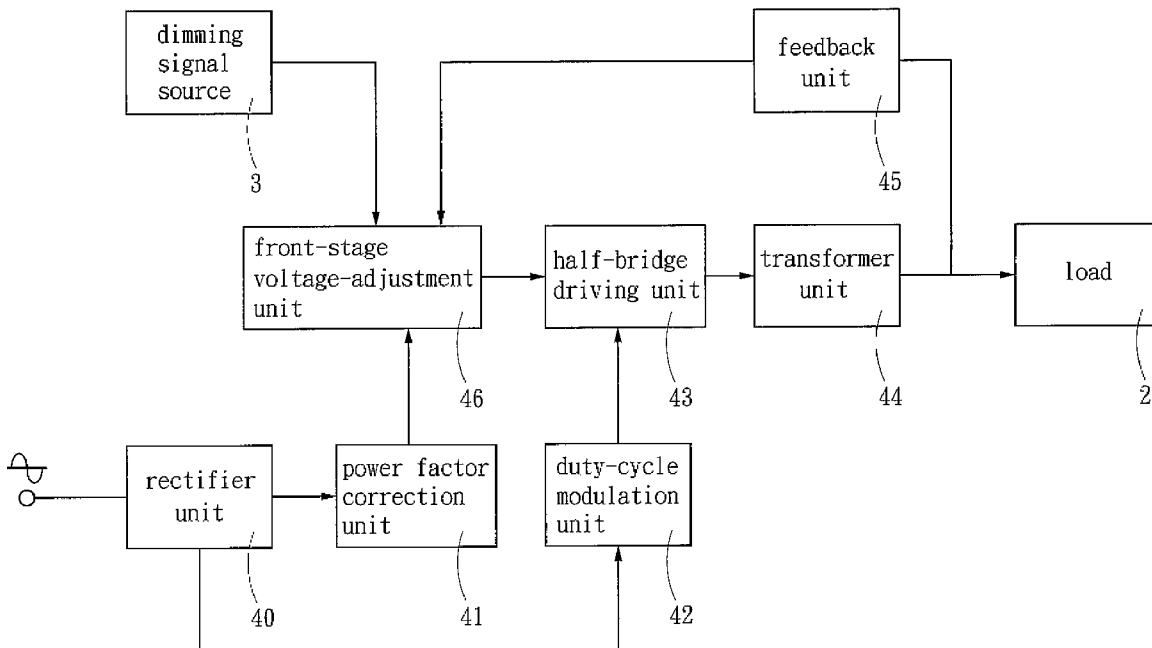 dimming
signal
source
3
feedback
unit
45
front-stage
voltage-adjustment
unit
46
half-bridge
driving unit
43
transformer
unit
44
load
2
rectifier
unit
40
power factor
correction
unit
41
duty-cycle
modulation
unit
42